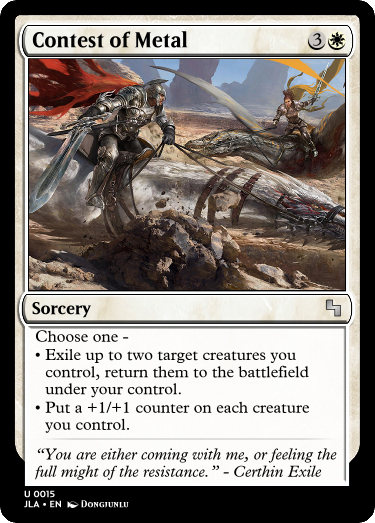 Contest of Metal 3
Sorcery
Choose one -
• Exile up to two target creatures you
control, return them to the battlefield
under your control.
• Put a +1/+1 counter on each creature
you control.
“You are either coming with me, or feeling the
full might of the resistance.” - Certhin Exile
U 0015
JLA • EN DONGJUNLU